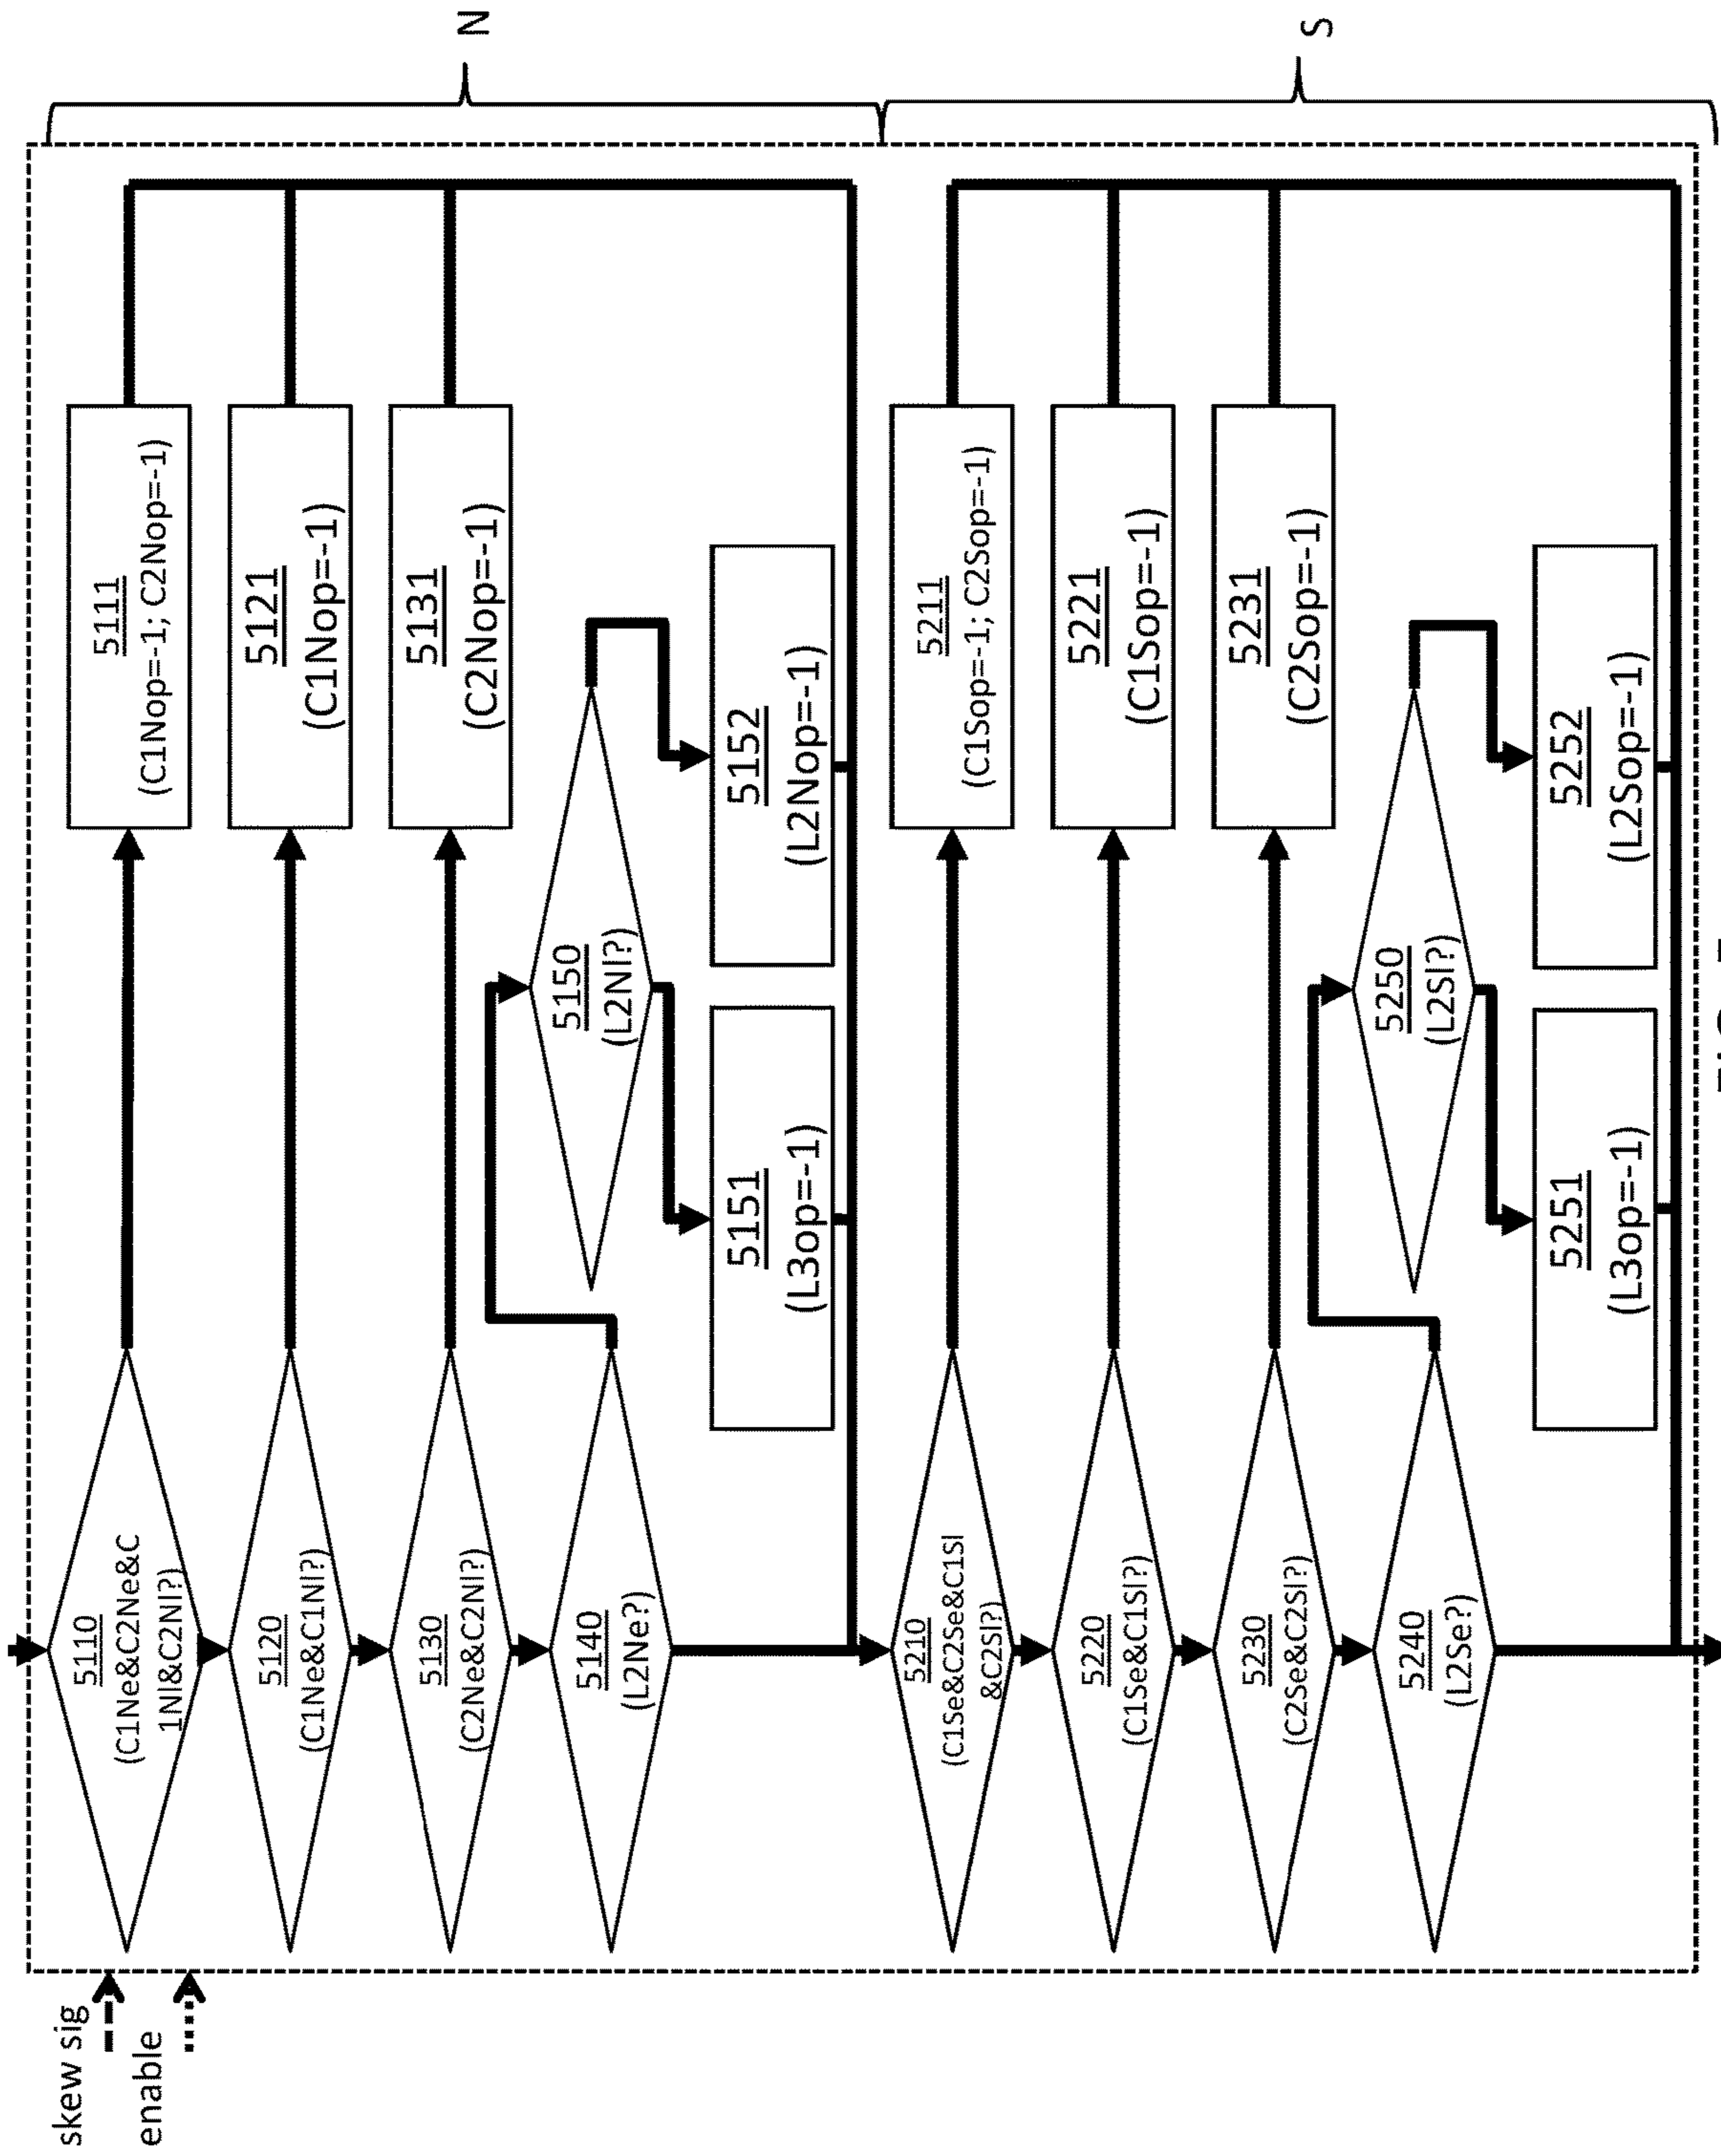 skew sig
enable
N
5110
(C1Ne&C2Ne&C
1Nl&C2Nl?)
5111
(C1Nop=-1; C2Nop=-1)
5120
(C1Ne&C1Nl?)
5121
(C1Nop=-1)
5130
(C2Ne&C2Nl?)
5131
(C2Nop=-1)
5140
(L2Ne?)
5150
(L2Nl?)
5151
(L3op=-1)
5152
(L2Nop=-1)
S
5210
(C1Se&C2Se&C1Sl
&C2Sl?)
5211
(C1Sop=-1; C2Sop=-1)
5220
(C1Se&C1Sl?)
5221
(C1Sop=-1)
5230
(C2Se&C2Sl?)
5231
(C2Sop=-1)
5240
(L2Se?)
5250
(L2Sl?)
5251
(L3op=-1)
5252
(L2Sop=-1)